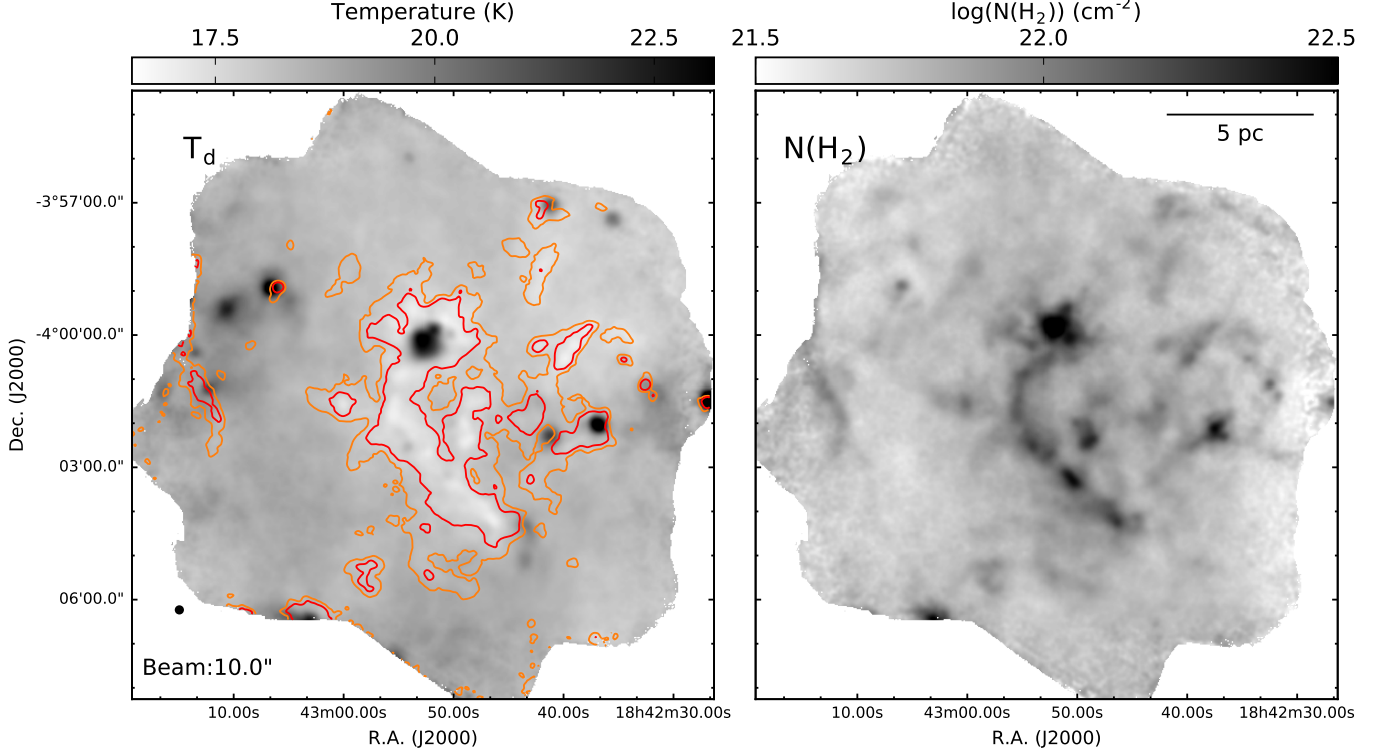 Temperature (K)
17.5 20.0 22.5
T_d
-3°57'00.0"
-4°00'00.0"
03'00.0"
06'00.0"
Dec. (J2000)
Beam:10.0"
10.00s 43m00.00s 50.00s 40.00s 18h42m30.00s
R.A. (J2000)
log(N(H₂)) (cm⁻²)
21.5 22.0 22.5
N(H₂)
5 pc
10.00s 43m00.00s 50.00s 40.00s 18h42m30.00s
R.A. (J2000)